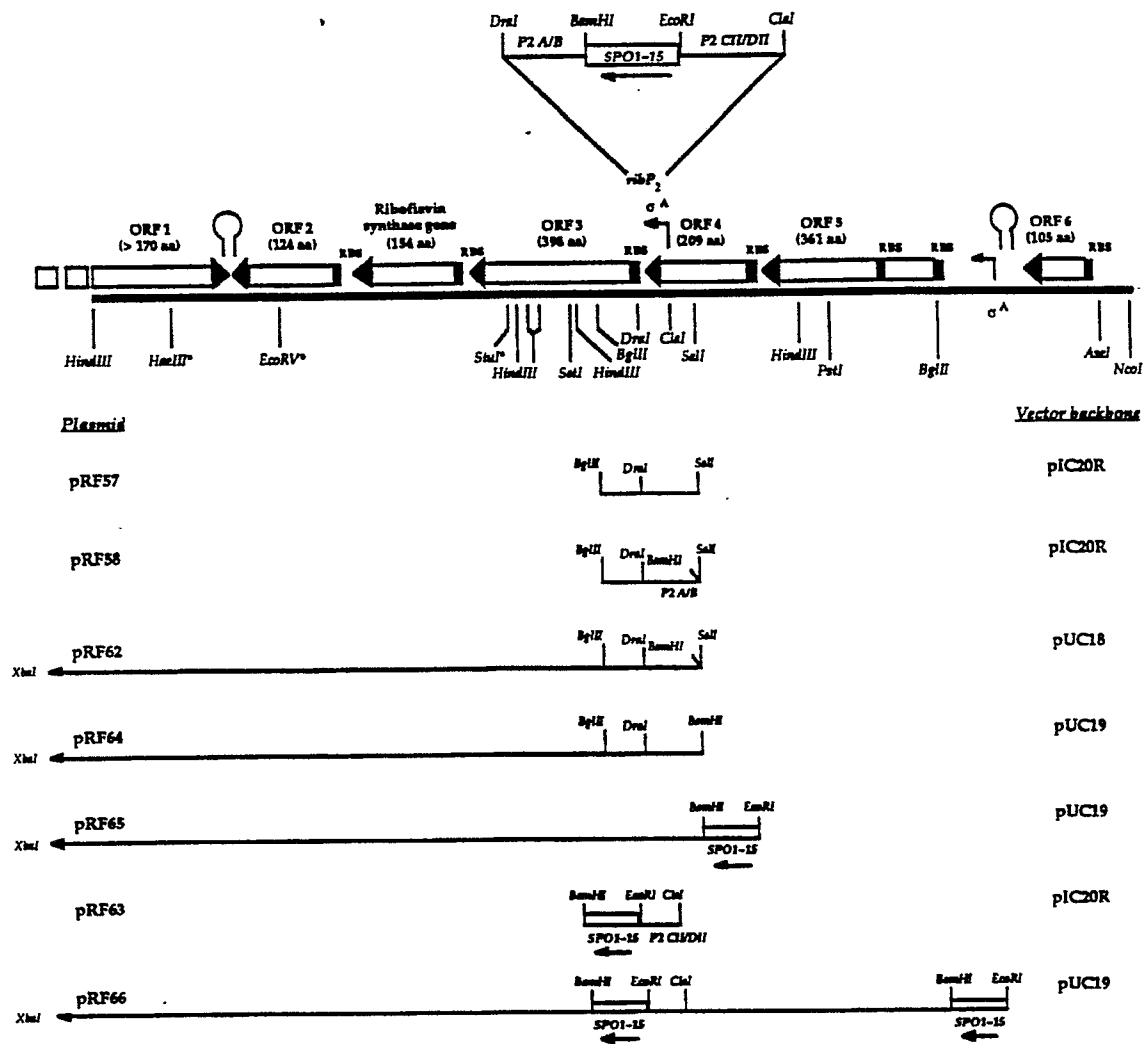 DraI BamHI EcoRI ClaI
P2 A/B P2 CII/DII
SPO1-15
ribP2
σA
ORF 1 (> 170 aa)
ORF 2 (124 aa)
RBS
Riboflavin synthase gene (154 aa)
RBS
ORF 3 (398 aa)
RBS
ORF 4 (209 aa)
RBS
ORF 5 (361 aa)
RBS
RBS
ORF 6 (105 aa)
RBS
σA
HindIII HaeIII* EcoRV* StuI* HindIII SstI HindIII BglII DraI ClaI SalI HindIII PstI BglII AseI NcoI
Plasmid Vector backbone
BglII DraI SalI
pRF57 pIC20R
BglII DraI BamHI SalI
pRF58 pIC20R
P2 A/B
BglII DraI BamHI SalI
pRF62 pUC18
XbaI
BglII DraI BamHI
pRF64 pUC19
XbaI
BamHI EcoRI
pRF65 pUC19
XbaI
SPO1-15
BamHI EcoRI ClaI
pRF63 pIC20R
SPO1-15 P2 CII/DII
BamHI EcoRI ClaI BamHI EcoRI
pRF66 pUC19
XbaI
SPO1-15 SPO1-15